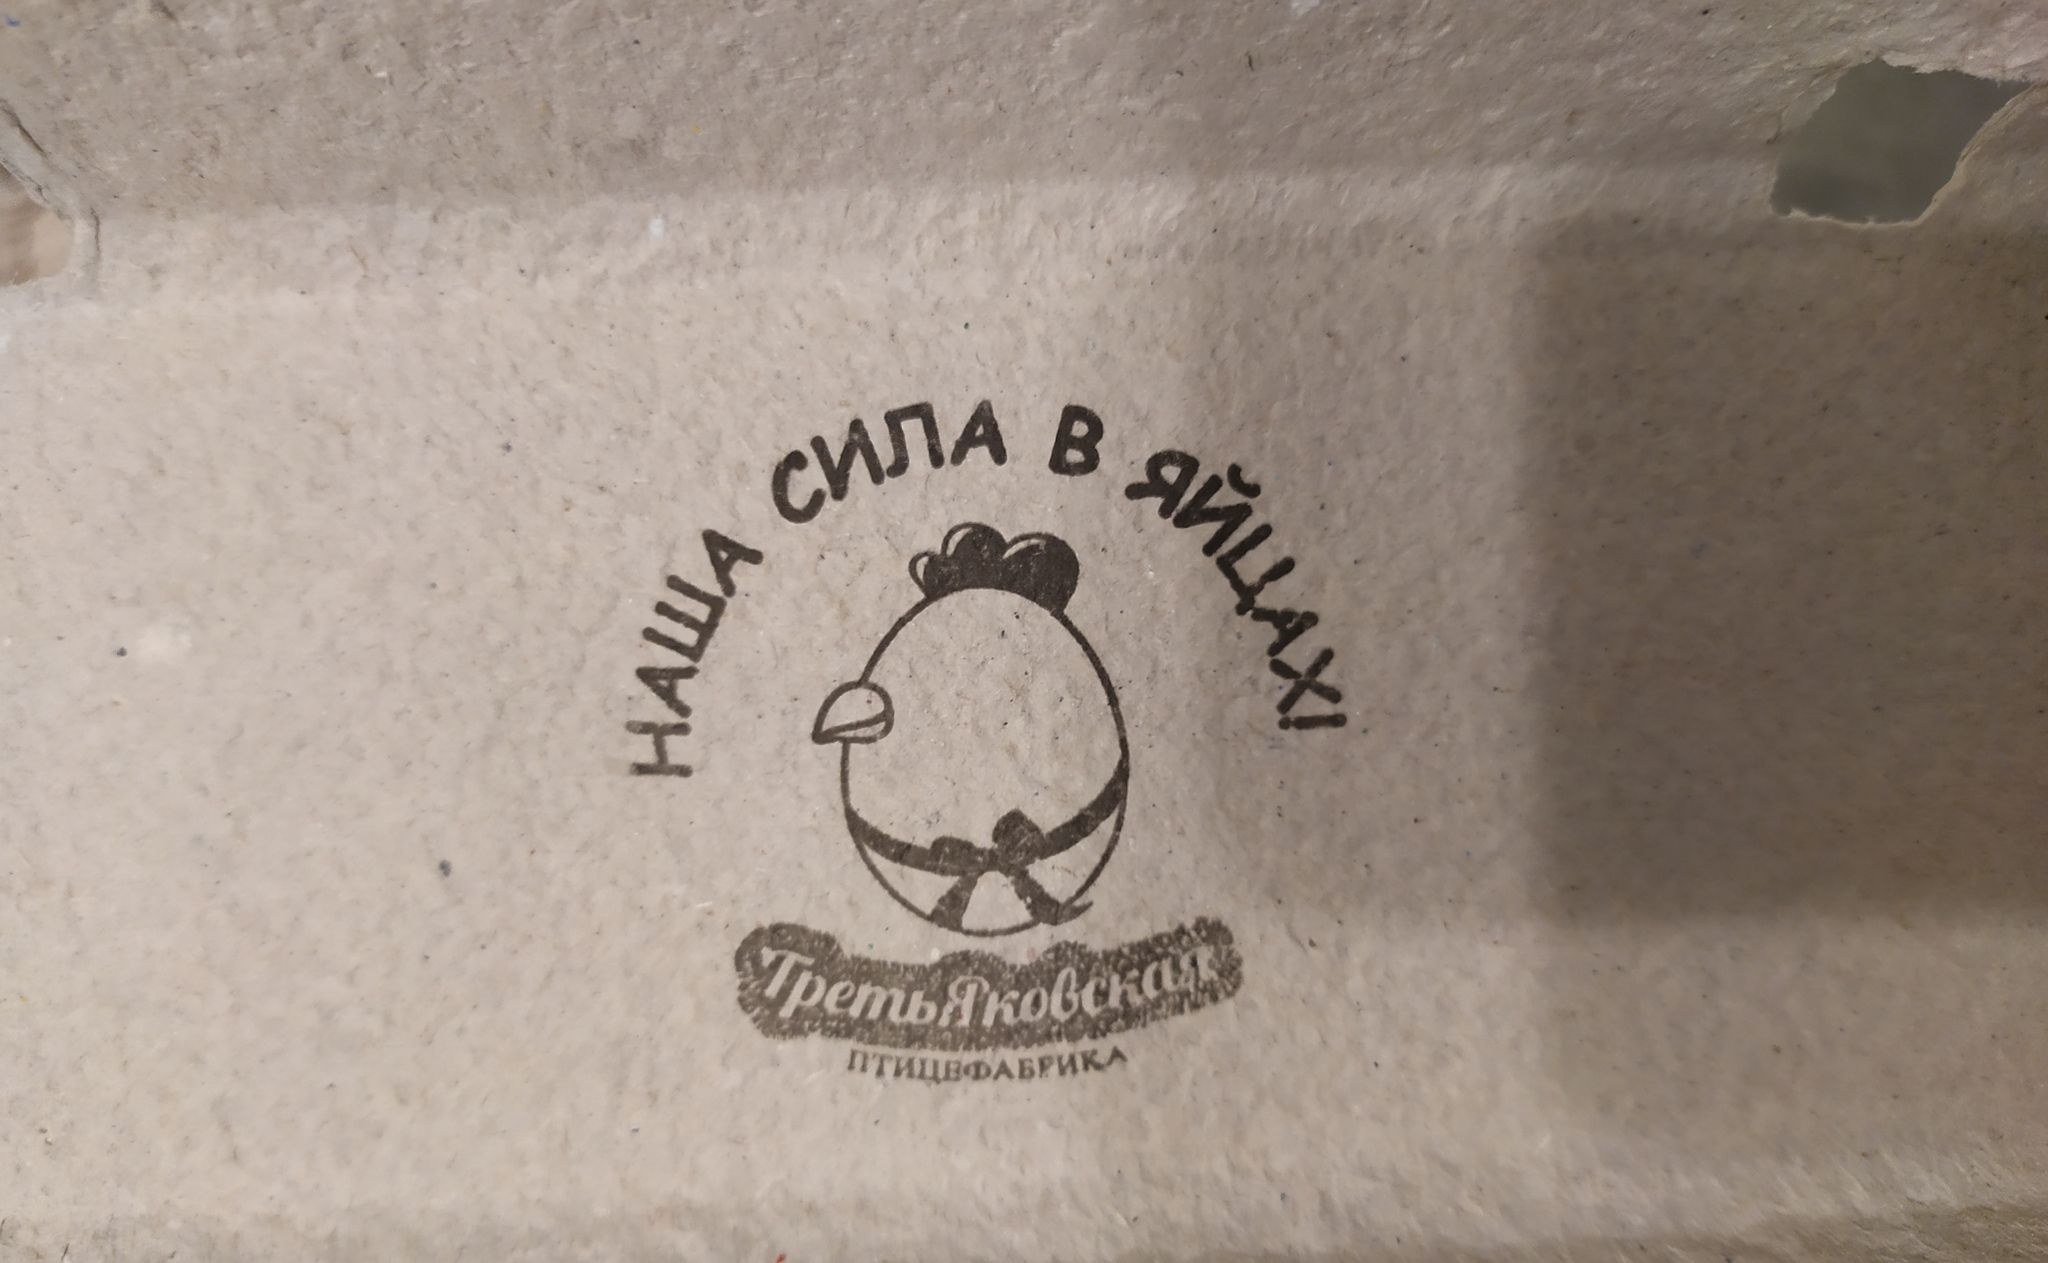 НАША СИЛА В ЯЙЦАХ!
ТретьЯковская
ПТИЦЕФАБРИКА